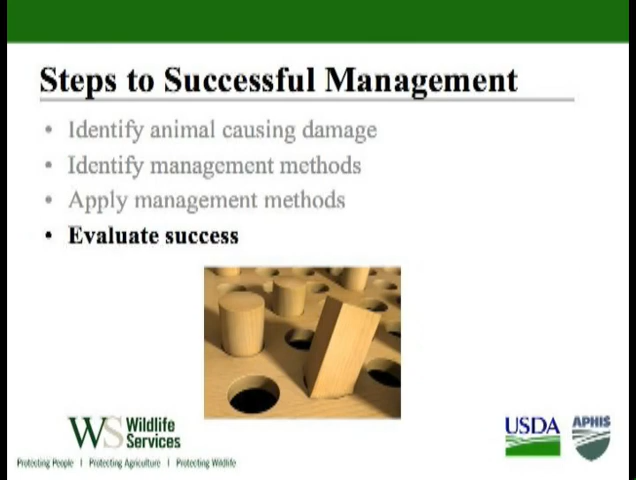 Steps to Successful Management
• Identify animal causing damage
• Identify management methods
• Apply management methods
• Evaluate success
WS Wildlife Services
Protecting People | Protecting Agriculture | Protecting Wildlife
USDA
APHIS